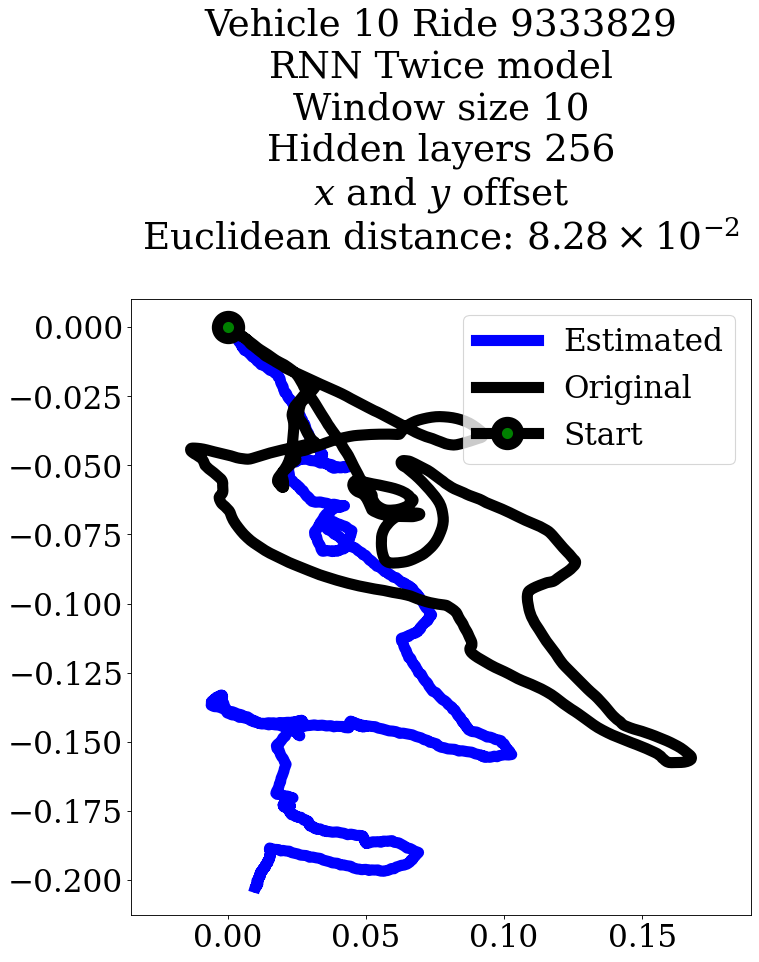 Vehicle 10 Ride 9333829
RNN Twice model
Window size 10
Hidden layers 256
x and y offset
Euclidean distance: 8.28 × 10⁻²
Estimated
Original
Start
0.000
−0.025
−0.050
−0.075
−0.100
−0.125
−0.150
−0.175
−0.200
0.00 0.05 0.10 0.15